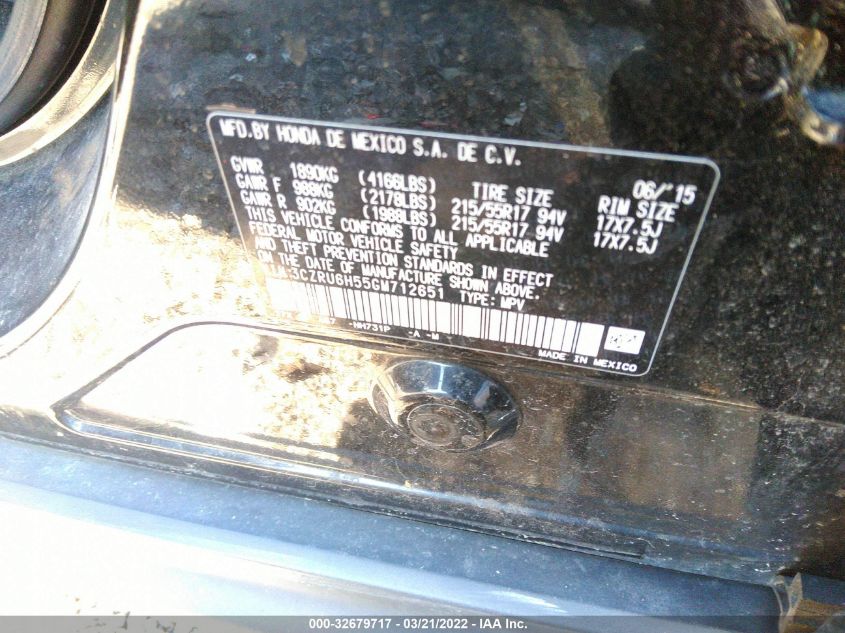 MFD.BY HONDA DE MEXICO S.A. DE C.V.
06/'15
GVWR 1890KG (4166LBS) TIRE SIZE RIM SIZE
GAWR F 988KG (2178LBS) 215/55R17 94V 17X7.5J
GAWR R 902KG (1988LBS) 215/55R17 94V 17X7.5J
THIS VEHICLE CONFORMS TO ALL APPLICABLE
FEDERAL MOTOR VEHICLE SAFETY
AND THEFT PREVENTION STANDARDS IN EFFECT
ON THE DATE OF MANUFACTURE SHOWN ABOVE.
3CZRU6H55GM712651 TYPE: MPV
-NH731P -A -M
MADE IN MEXICO
000-32679717 - 03/21/2022 - IAA Inc.